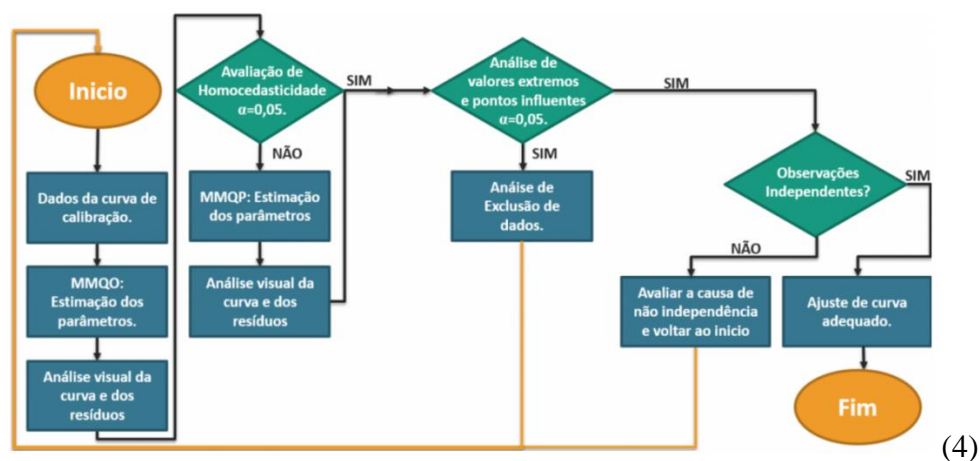 Inicio
Dados da curva de
calibração.
MMQO:
Estimação dos
parâmetros.
Análise visual da
curva e dos
resíduos
Avaliação de
Homocedasticidade
α=0,05.
SIM
NÃO
MMQP: Estimação
dos parâmetros
Análise visual da
curva e dos
resíduos
Análise de
valores extremos
e pontos influentes
α=0,05.
SIM
SIM
Anáise de
Exclusão de
dados.
Observações
Independentes?
SIM
NÃO
Avaliar a causa de
não independência
e voltar ao inicio
Ajuste de curva
adequado.
Fim
(4)